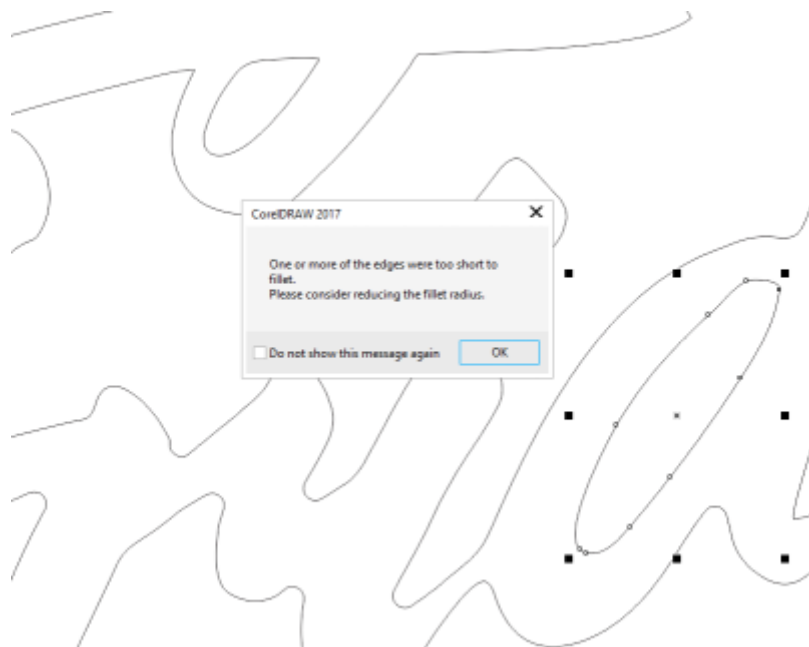 CorelDRAW 2017
One or more of the edges were too short to
fillet.
Please consider reducing the fillet radius.
Do not show this message again
OK